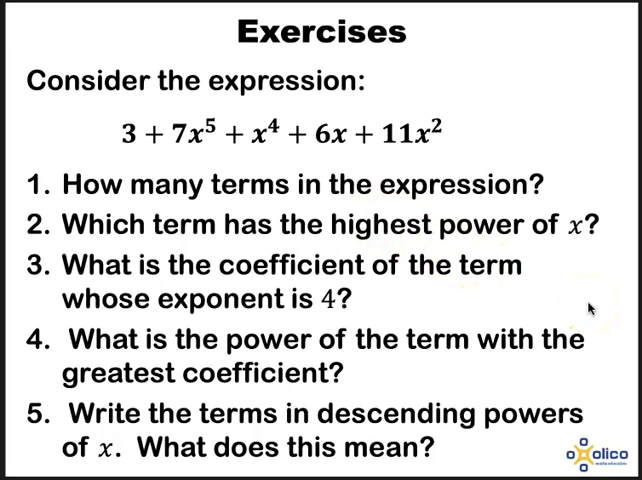 Exercises
Consider the expression:
3 + 7x⁵ + x⁴ + 6x + 11x²
1. How many terms in the expression?
2. Which term has the highest power of x?
3. What is the coefficient of the term
whose exponent is 4?
4. What is the power of the term with the
greatest coefficient?
5. Write the terms in descending powers
of x. What does this mean?
olico
maths education